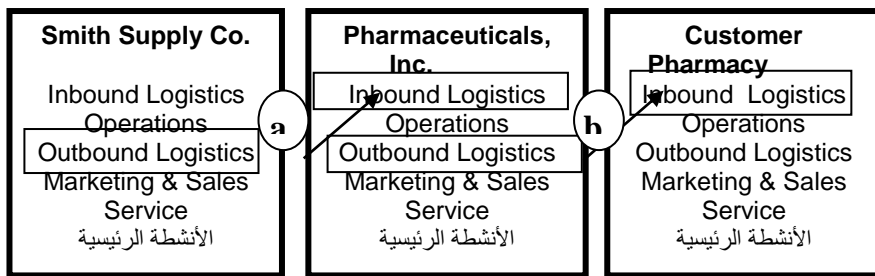 Smith Supply Co.
Inbound Logistics
Operations
Outbound Logistics
Marketing & Sales
Service
الأنشطة الرئيسية
a
Pharmaceuticals,
Inc.
Inbound Logistics
Operations
Outbound Logistics
Marketing & Sales
Service
الأنشطة الرئيسية
b
Customer
Pharmacy
Inbound Logistics
Operations
Outbound Logistics
Marketing & Sales
Service
الأنشطة الرئيسية